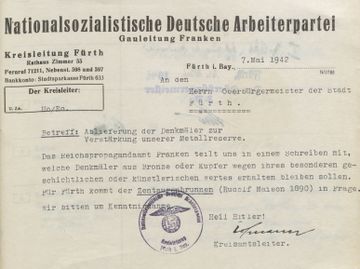 Nationalsozialistische Deutsche Arbeiterpartei
Gauleitung Franken
Kreisleitung Fürth
Rathaus Zimmer 55
Fernruf 71211, Nebenst. 508 und 507
Bankkonto: Stadtsparkasse Fürth 655
Fürth i. Bay.,
7.Mai 1942
Der Kreisleiter:
An den
Herrn Oberbürgermeister der Stadt
Fürth.
Betreff: Ablieferung der Denkmäler zur
Verstärkung unserer Metallreserve.
Das Reichspropagandaamt Franken teilt uns in einem Schreiben mit,
welche Denkmäler aus Bronze oder Kupfer wegen ihres besonderen ge-
schichtlichen oder künstlerischen wertes erhalten bleiben sollen.
Für Fürth kommt der Zentaurenbrunnen (Rudolf Maison 1890) in Frage.
Wir bitten um Kenntnisnahme.
Heil Hitler!
Kreisamtsleiter.